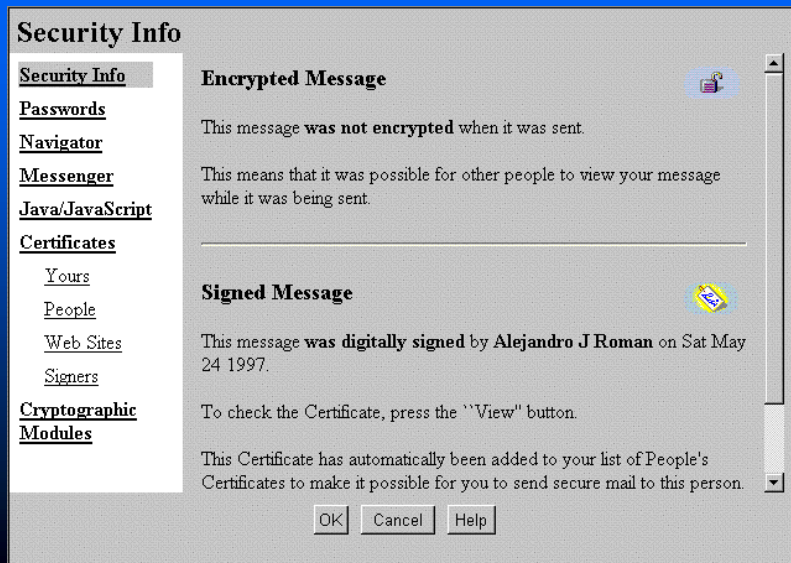 Security Info
Security Info
Passwords
Navigator
Messenger
Java/JavaScript
Certificates
Yours
People
Web Sites
Signers
Cryptographic
Modules
Encrypted Message
This message was not encrypted when it was sent.
This means that it was possible for other people to view your message
while it was being sent.
Signed Message
This message was digitally signed by Alejandro J Roman on Sat May
24 1997.
To check the Certificate, press the ``View'' button.
This Certificate has automatically been added to your list of People's
Certificates to make it possible for you to send secure mail to this person.
OK Cancel Help